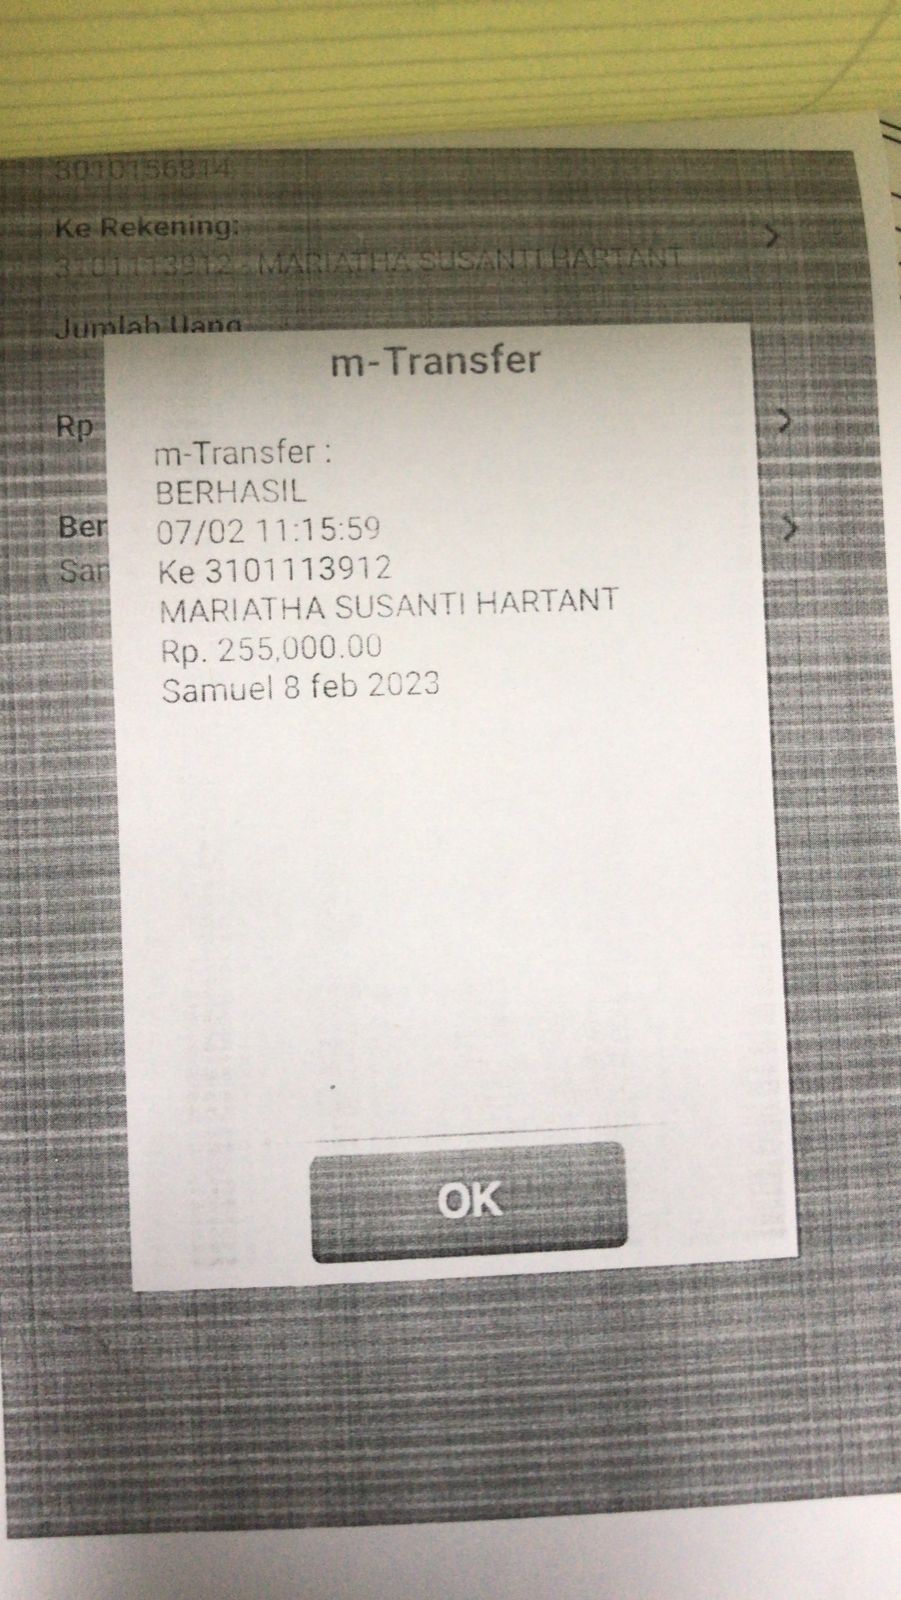 3010156814
Ke Rekening:
3101113912 - MARIATHA SUSANTI HARTANT
Jumlah Uang
m-Transfer
Rp
m-Transfer :
BERHASIL
Ber
07/02 11:15:59
San
Ke 3101113912
MARIATHA SUSANTI HARTANT
Rp. 255,000.00
Samuel 8 feb 2023
OK